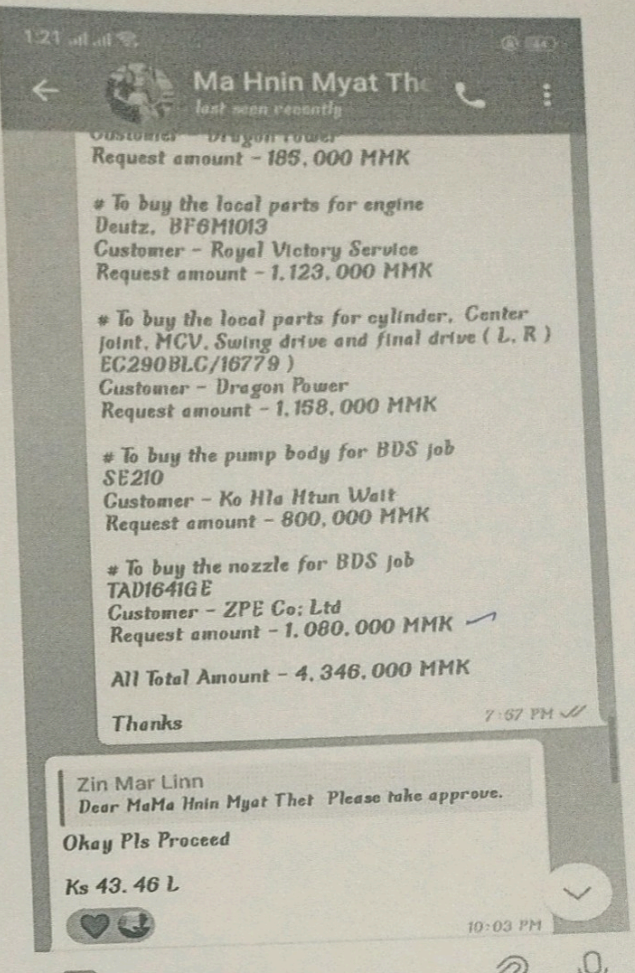 1:21
Ma Hnin Myat The
last seen recently
Customer - Dragon Power
Request amount - 185,000 MMK
# To buy the local parts for engine
Deutz, BF6M1013
Customer - Royal Victory Service
Request amount - 1,123,000 MMK
# To buy the local parts for cylinder, Center
joint, MCV, Swing drive and final drive ( L, R )
EC290BLC/16779 )
Customer - Dragon Power
Request amount - 1,158,000 MMK
# To buy the pump body for BDS job
SE210
Customer - Ko Hla Htun Wait
Request amount - 800,000 MMK
# To buy the nozzle for BDS job
TAD1641GE
Customer - ZPE Co; Ltd
Request amount - 1,080,000 MMK
All Total Amount - 4,346,000 MMK
Thanks
7:57 PM
Zin Mar Linn
Dear MaMa Hnin Myat Thet Please take approve.
Okay Pls Proceed
Ks 43.46 L
10:03 PM